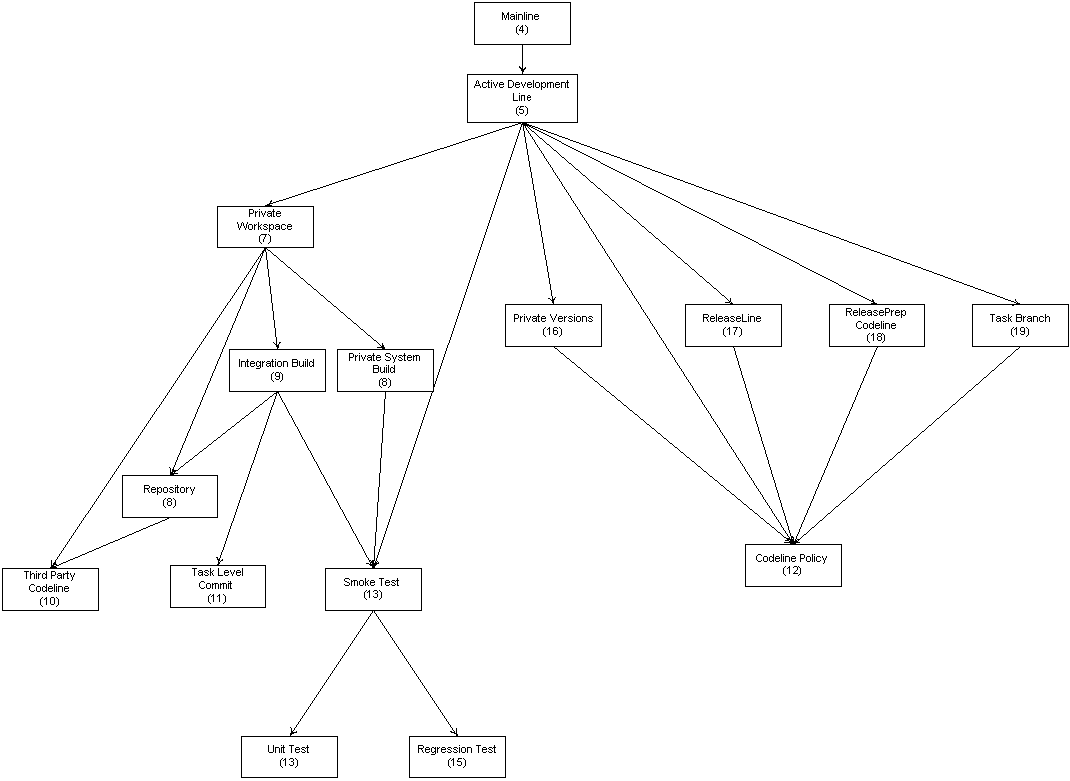 Mainline
(4)
Active Development
Line
(5)
Private
Workspace
(7)
Private Versions
(16)
ReleaseLine
(17)
ReleasePrep
Codeline
(18)
Task Branch
(19)
Integration Build
(9)
Private System
Build
(8)
Repository
(8)
Codeline Policy
(12)
Third Party
Codeline
(10)
Task Level
Commit
(11)
Smoke Test
(13)
Unit Test
(13)
Regression Test
(15)